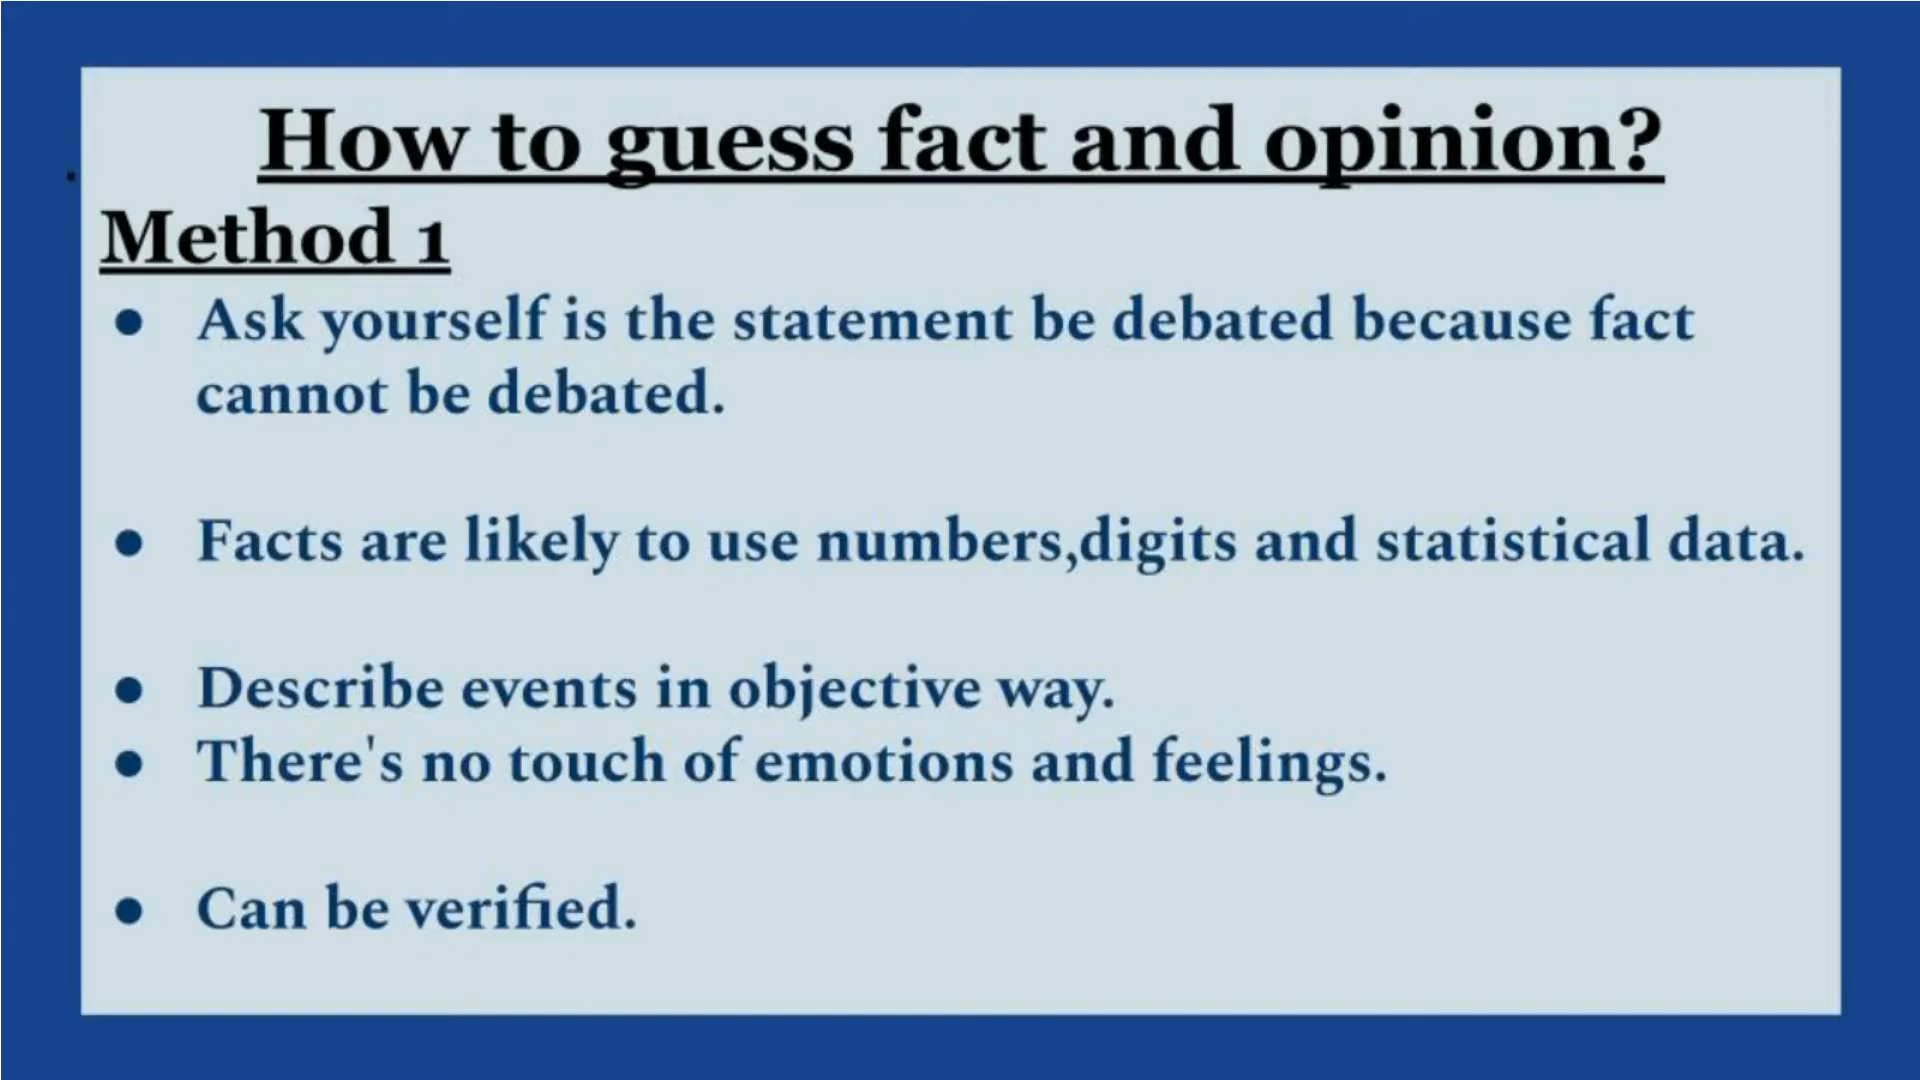 How to guess fact and opinion?
Method 1
● Ask yourself is the statement be debated because fact
cannot be debated.
● Facts are likely to use numbers,digits and statistical data.
● Describe events in objective way.
● There's no touch of emotions and feelings.
● Can be verified.